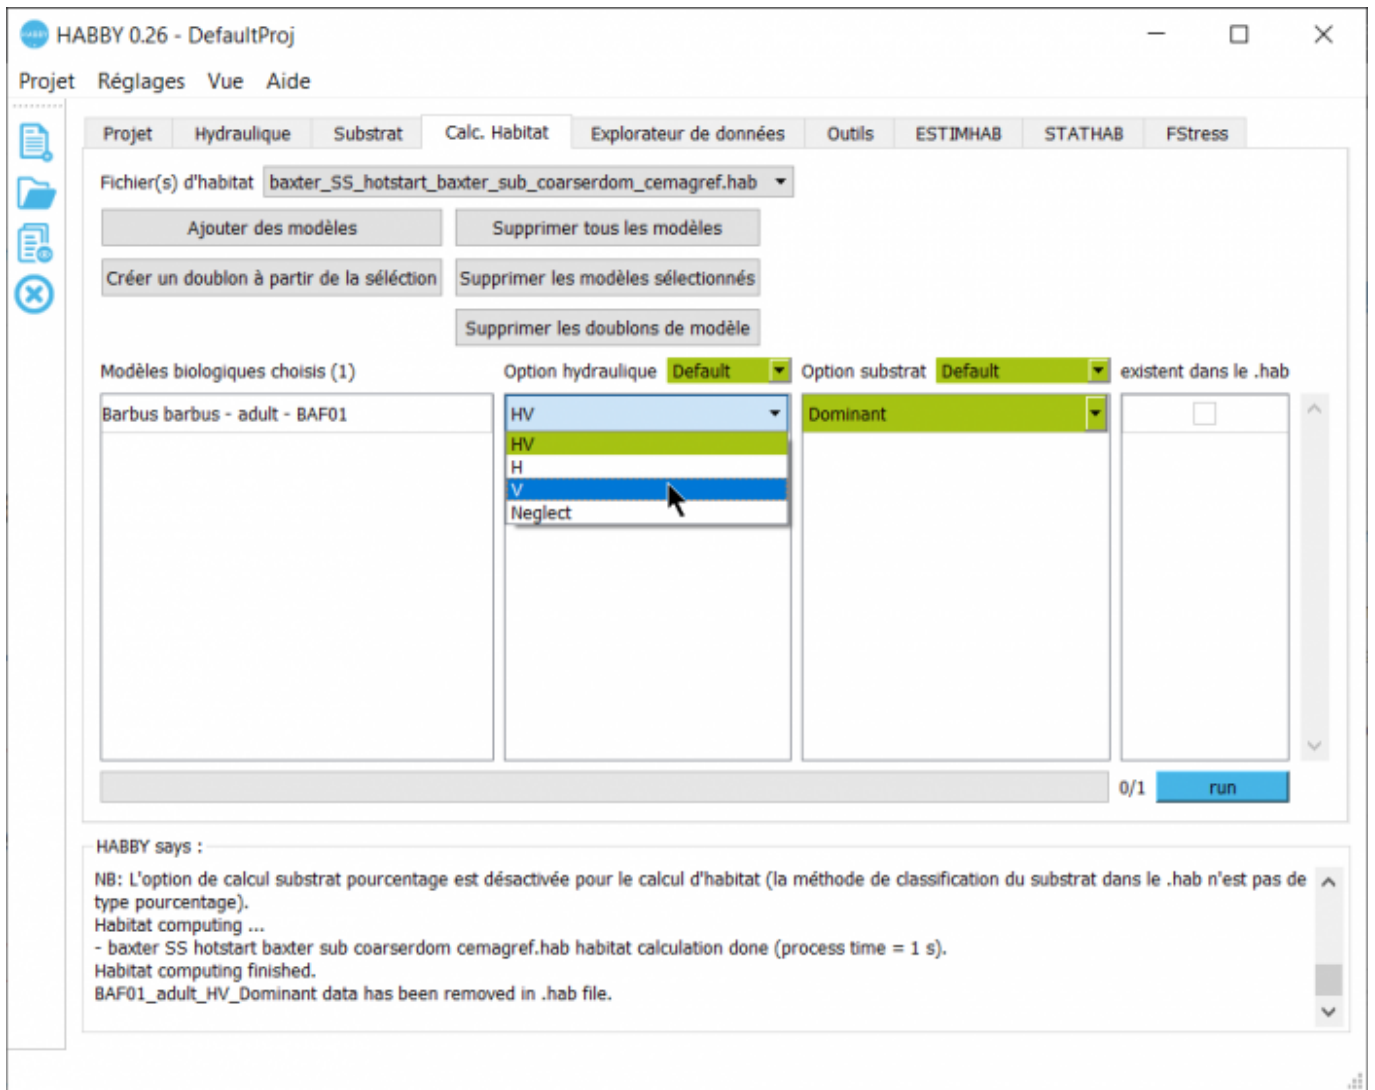 HABBY 0.26 - DefaultProj
Projet Réglages Vue Aide
Projet Hydraulique Substrat Calc. Habitat Explorateur de données Outils ESTIMHAB STATHAB FStress
Fichier(s) d'habitat baxter_SS_hotstart_baxter_sub_coarserdom_cemagref.hab
Ajouter des modèles Supprimer tous les modèles
Créer un doublon à partir de la séléction Supprimer les modèles sélectionnés
Supprimer les doublons de modèle
Modèles biologiques choisis (1) Option hydraulique Default Option substrat Default existent dans le .hab
Barbus barbus - adult - BAF01 HV Dominant
HV
H
V
Neglect
0/1 run
HABBY says :
NB: L'option de calcul substrat pourcentage est désactivée pour le calcul d'habitat (la méthode de classification du substrat dans le .hab n'est pas de
type pourcentage).
Habitat computing ...
- baxter SS hotstart baxter sub coarserdom cemagref.hab habitat calculation done (process time = 1 s).
Habitat computing finished.
BAF01_adult_HV_Dominant data has been removed in .hab file.